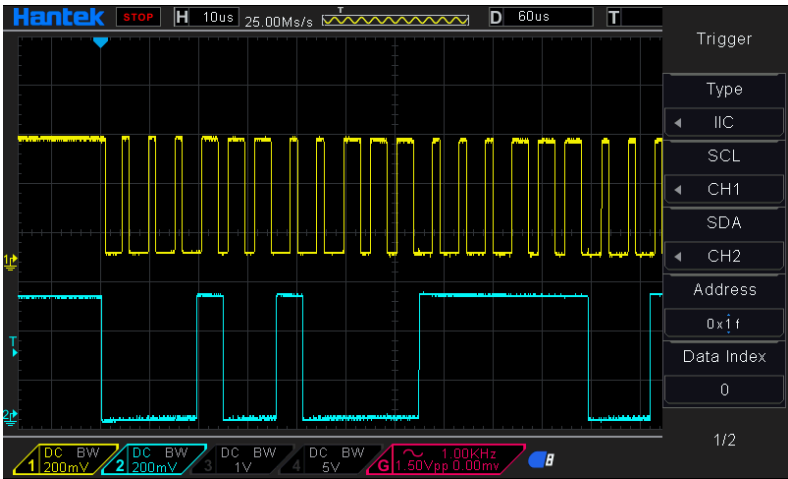 Hantek STOP H 10us 25.00Ms/s T D 60us T
Trigger
Type
IIC
SCL
CH1
SDA
CH2
Address
0x1f
Data Index
0
1/2
1
T
2
1 DC BW 200mV 2 DC BW 200mV 3 DC BW 1V 4 DC BW 5V G 1.00KHz 1.50Vpp 0.00mv